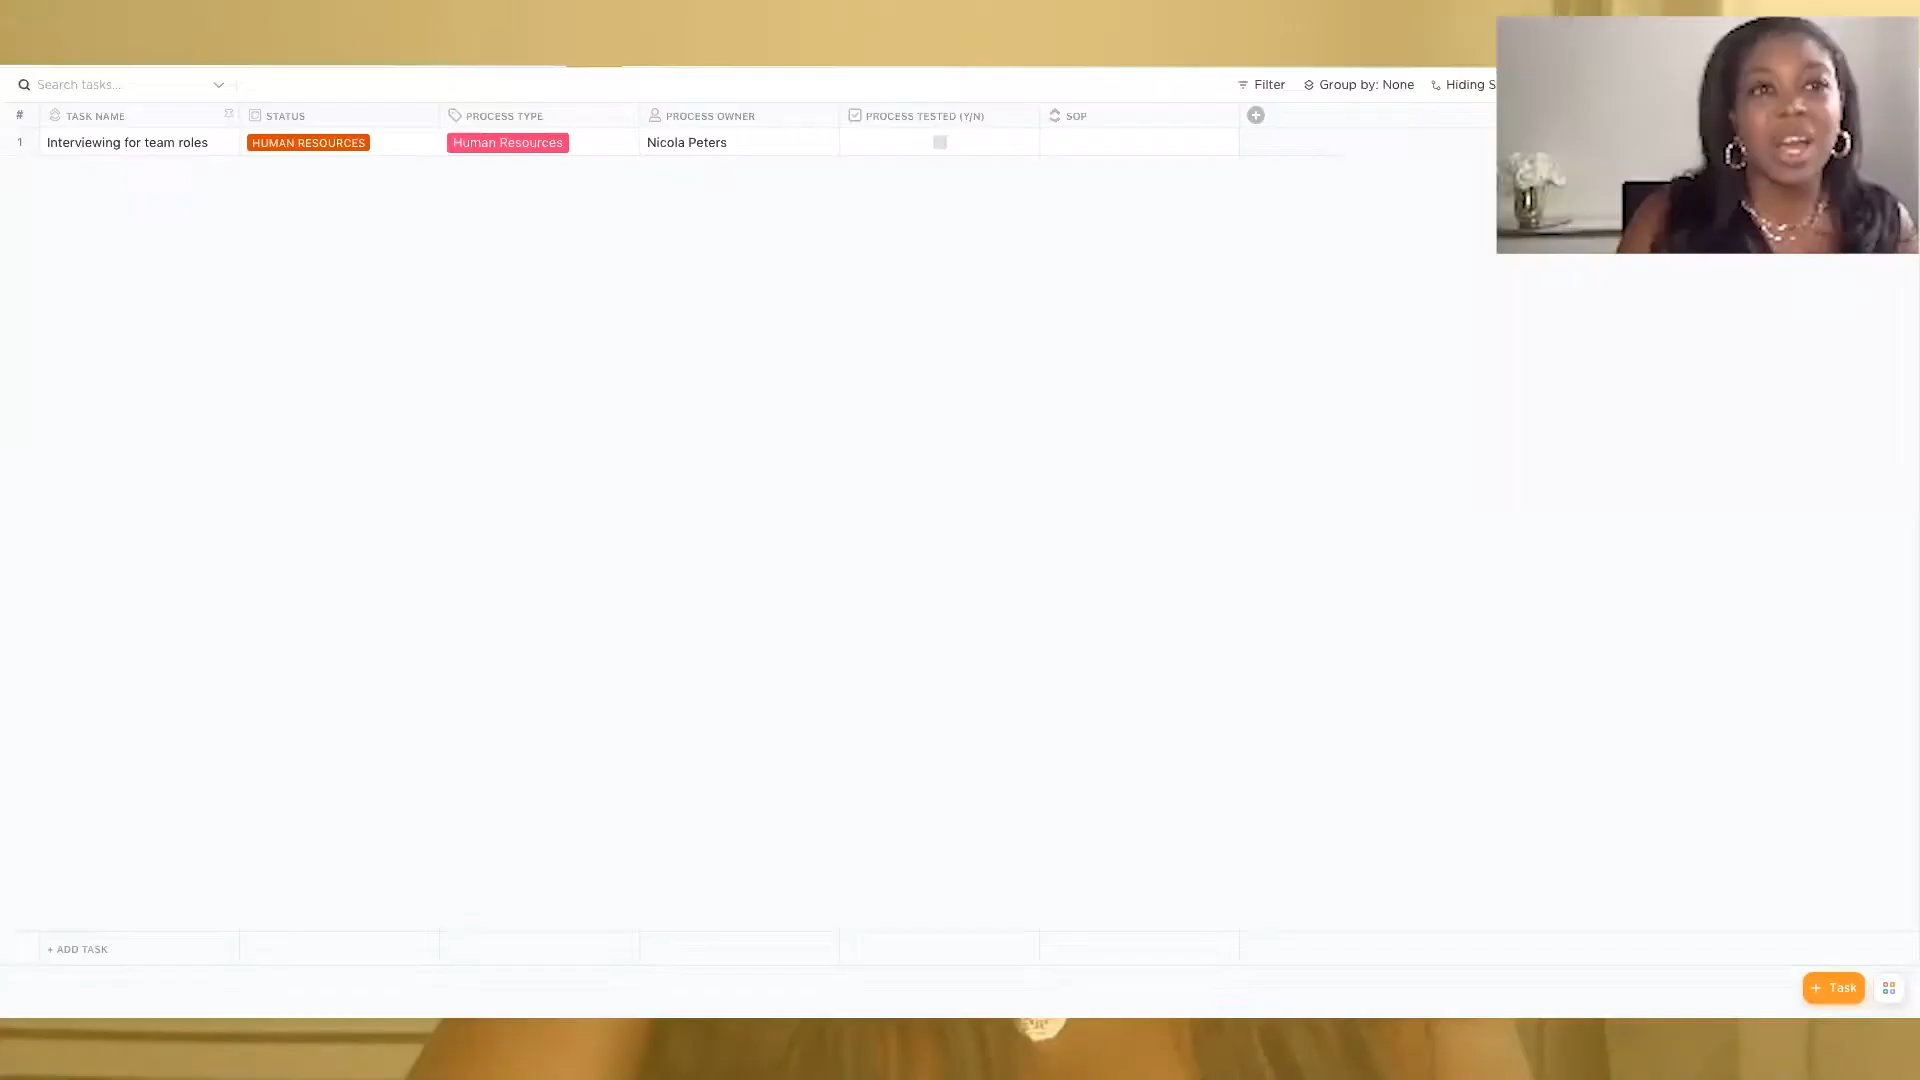 Search tasks...
Filter
Group by: None
Hiding S
#
TASK NAME
STATUS
PROCESS TYPE
PROCESS OWNER
PROCESS TESTED (Y/N)
SOP
1
Interviewing for team roles
HUMAN RESOURCES
Human Resources
Nicola Peters
+ ADD TASK
+ Task